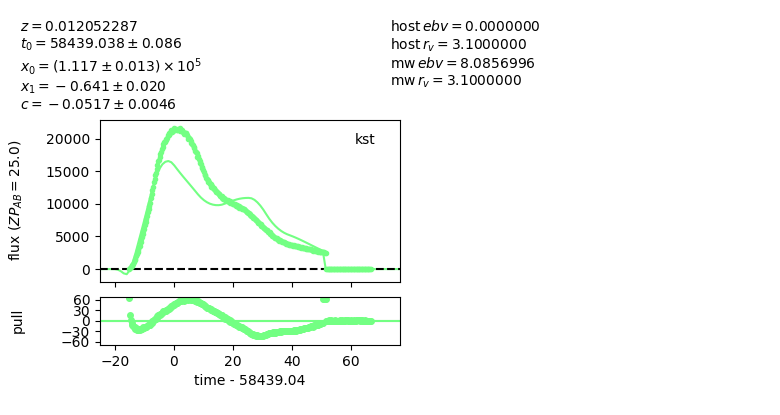 z = 0.012052287
t₀ = 58439.038 ± 0.086
x₀ = (1.117 ± 0.013) × 10⁵
x₁ = −0.641 ± 0.020
c = −0.0517 ± 0.0046
host ebv = 0.0000000
host r_v = 3.1000000
mw ebv = 8.0856996
mw r_v = 3.1000000
kst
flux (ZP_AB = 25.0)
20000
15000
10000
5000
0
pull
60
30
0
−30
−60
−20 0 20 40 60
time - 58439.04